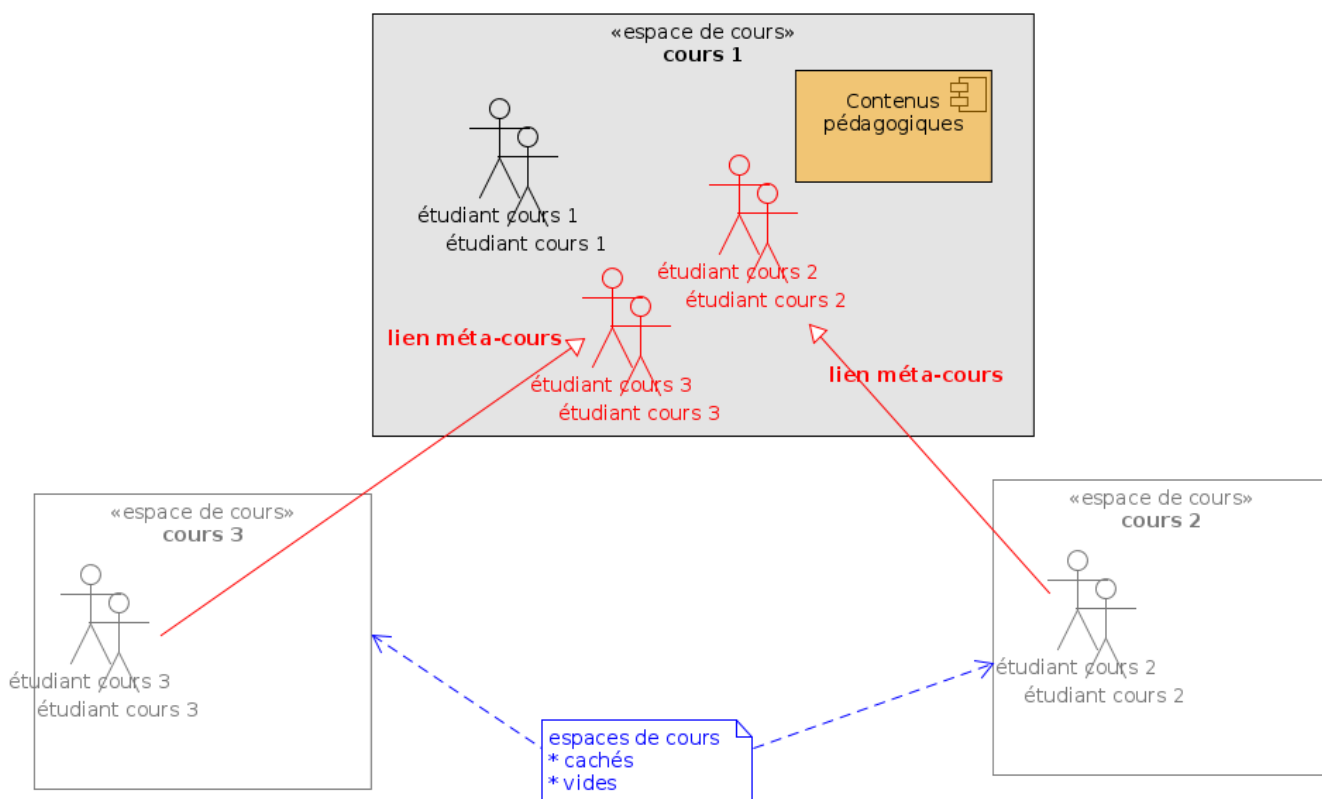 «espace de cours»
cours 1
Contenus
pédagogiques
étudiant cours 1
étudiant cours 1
étudiant cours 2
étudiant cours 2
lien méta-cours
lien méta-cours
étudiant cours 3
étudiant cours 3
«espace de cours»
cours 3
étudiant cours 3
étudiant cours 3
«espace de cours»
cours 2
étudiant cours 2
étudiant cours 2
espaces de cours
* cachés
* vides